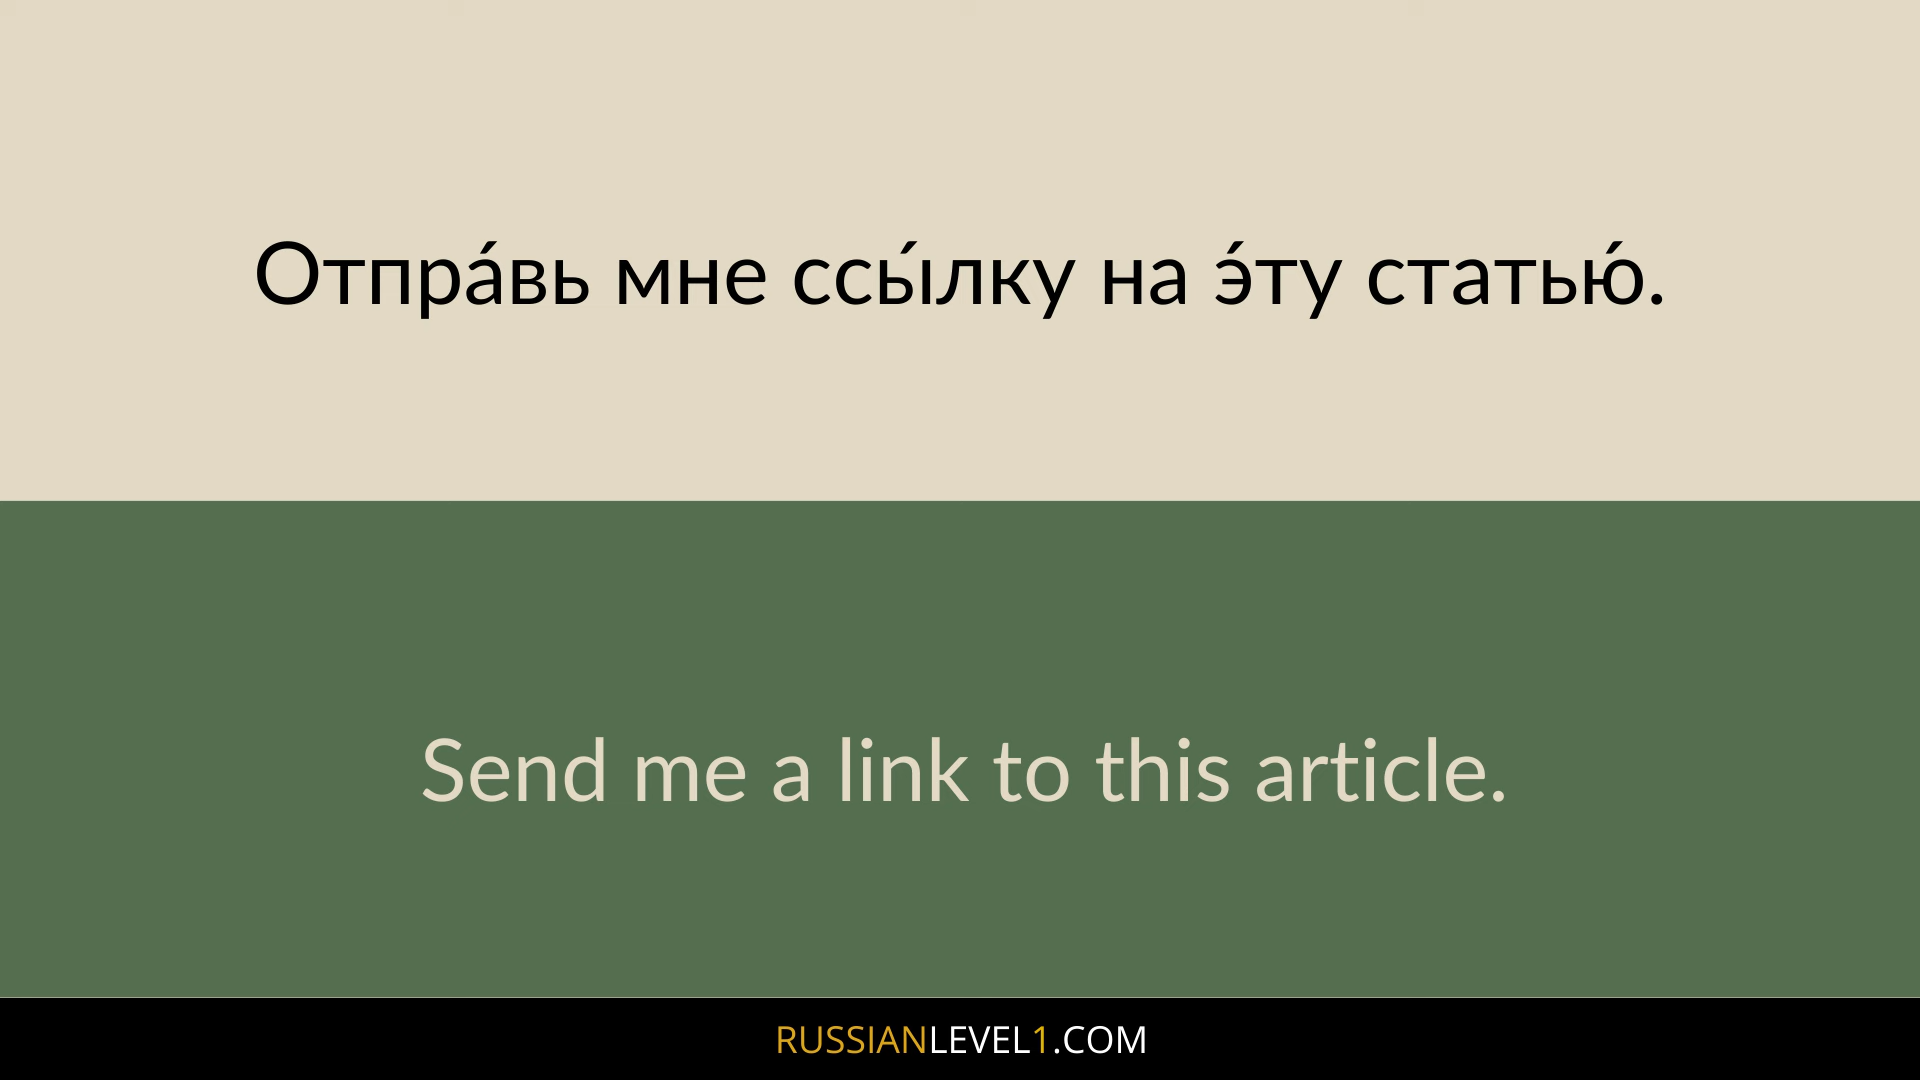 Отпра́вь мне ссы́лку на э́ту статью́.
Send me a link to this article.
RUSSIANLEVEL1.COM